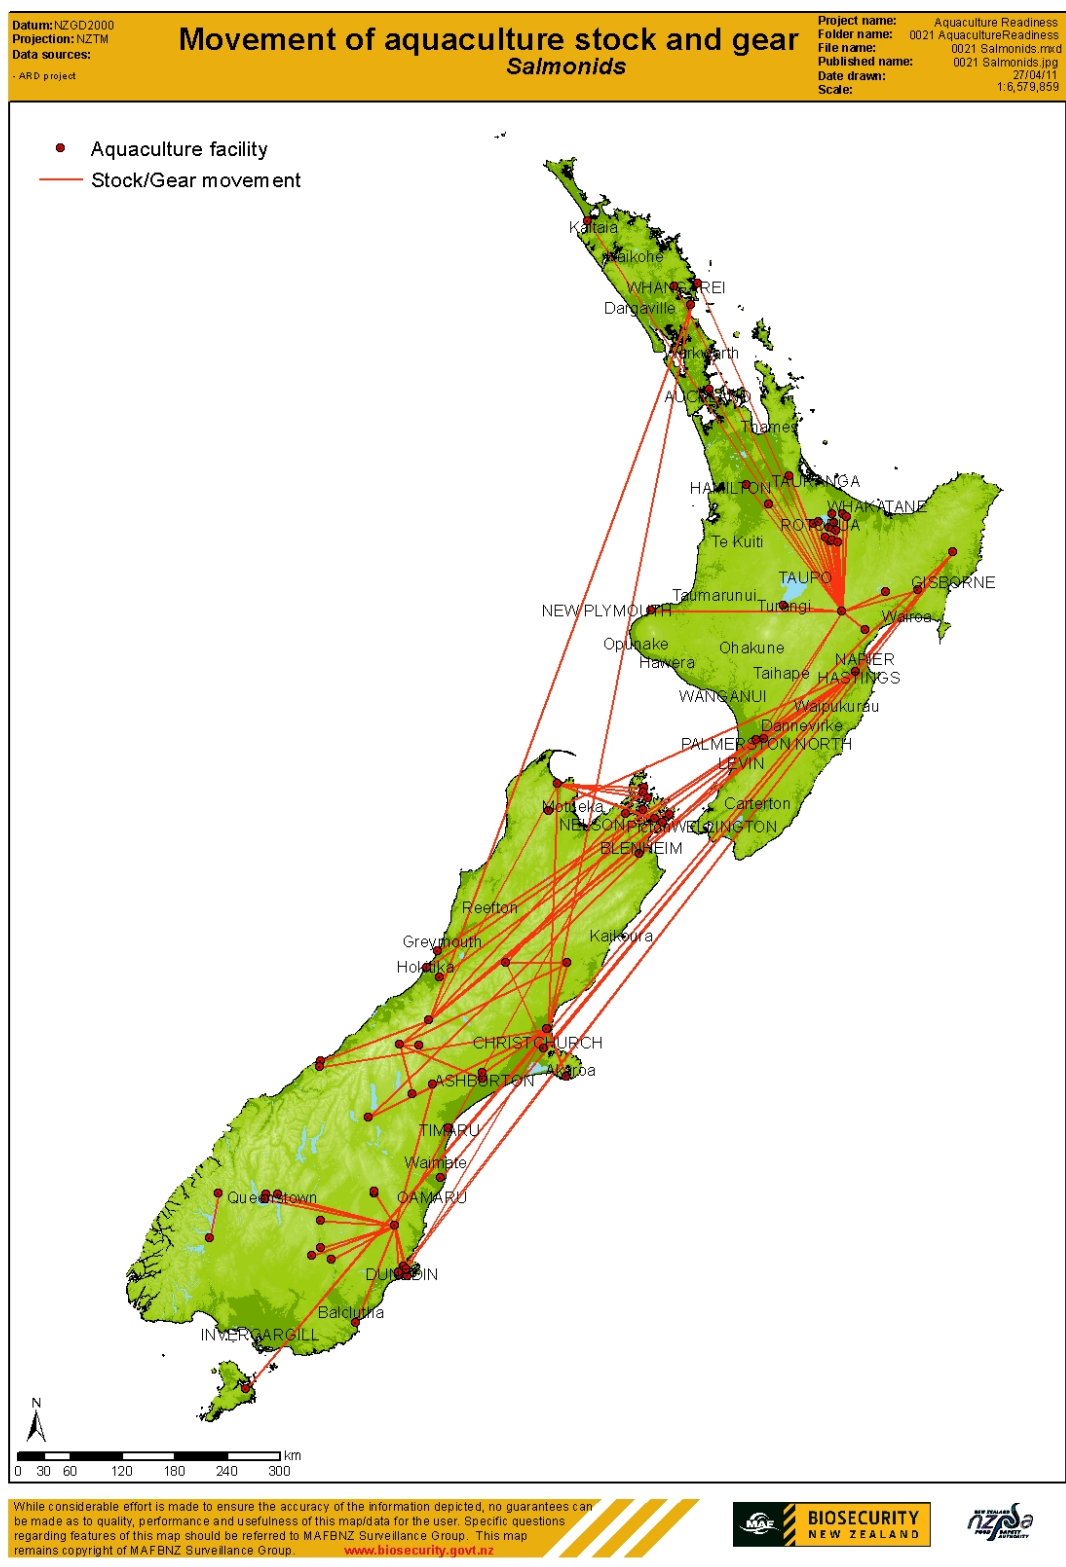 Datum: NZGD2000
Projection: NZTM
Data sources:
- ARD project
Movement of aquaculture stock and gear
Salmonids
Project name: Aquaculture Readiness
Folder name: 0021 AquacultureReadiness
File name: 0021 Salmonids.mxd
Published name: 0021 Salmonids.jpg
Date drawn: 27/04/11
Scale: 1:6,579,859
Aquaculture facility
Stock/Gear movement
Kaitaia
Kaikohe
WHANGAREI
Dargaville
Warkworth
AUCKLAND
Thames
HAMILTON
TAURANGA
WHAKATANE
ROTORUA
Te Kuiti
TAUPO
GISBORNE
Taumarunui
Turangi
NEW PLYMOUTH
Wairoa
Opunake
Ohakune
Hawera
NAPIER
Taihape
HASTINGS
WANGANUI
Waipukurau
Dannevirke
PALMERSTON NORTH
LEVIN
Motueka
Carterton
NELSON
Picton
WELLINGTON
BLENHEIM
Reefton
Kaikoura
Greymouth
Hokitika
CHRISTCHURCH
Akaroa
ASHBURTON
TIMARU
Waimate
Queenstown
OAMARU
DUNEDIN
Balclutha
INVERCARGILL
N
km
0 30 60 120 180 240 300
While considerable effort is made to ensure the accuracy of the information depicted, no guarantees can
be made as to quality, performance and usefulness of this map/data for the user. Specific questions
regarding features of this map should be referred to MAFBNZ Surveillance Group. This map
remains copyright of MAFBNZ Surveillance Group. www.biosecurity.govt.nz
MAF
BIOSECURITY
NEW ZEALAND
NEW ZEALAND
nzfsa
FOOD SAFETY
AUTHORITY